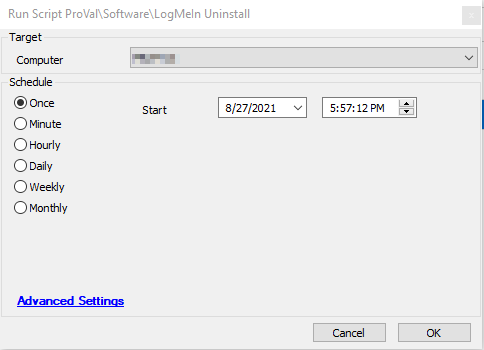 Run Script ProVal\Software\LogMeIn Uninstall
Target
Computer
Schedule
Once
Start
8/27/2021
5:57:12 PM
Minute
Hourly
Daily
Weekly
Monthly
Advanced Settings
Cancel
OK